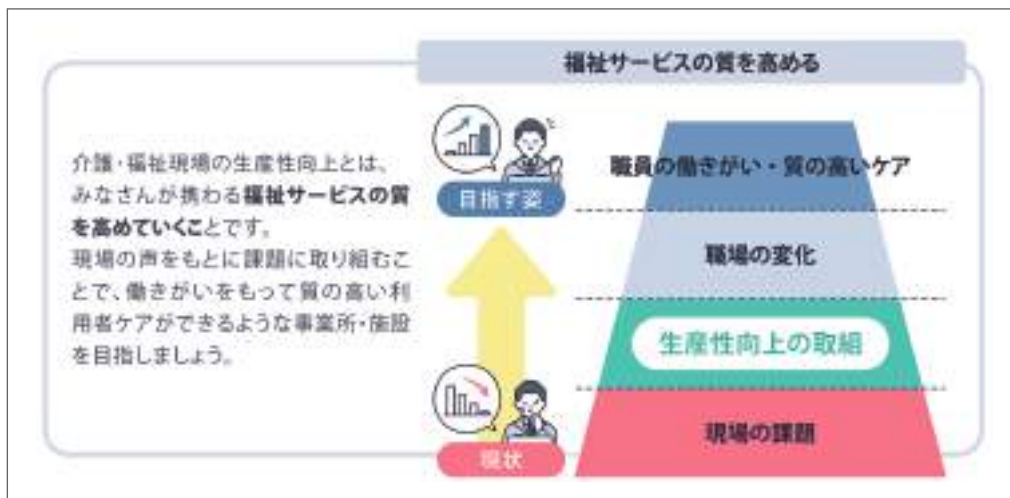 福祉サービスの質を高める
介護・福祉現場の生産性向上とは、
みなさんが携わる福祉サービスの質
を高めていくことです。
現場の声をもとに課題に取り組むこ
とで、働きがいをもって質の高い利
用者ケアができるような事業所・施設
を目指しましょう。
目指す姿
現状
職員の働きがい・質の高いケア
職場の変化
生産性向上の取組
現場の課題